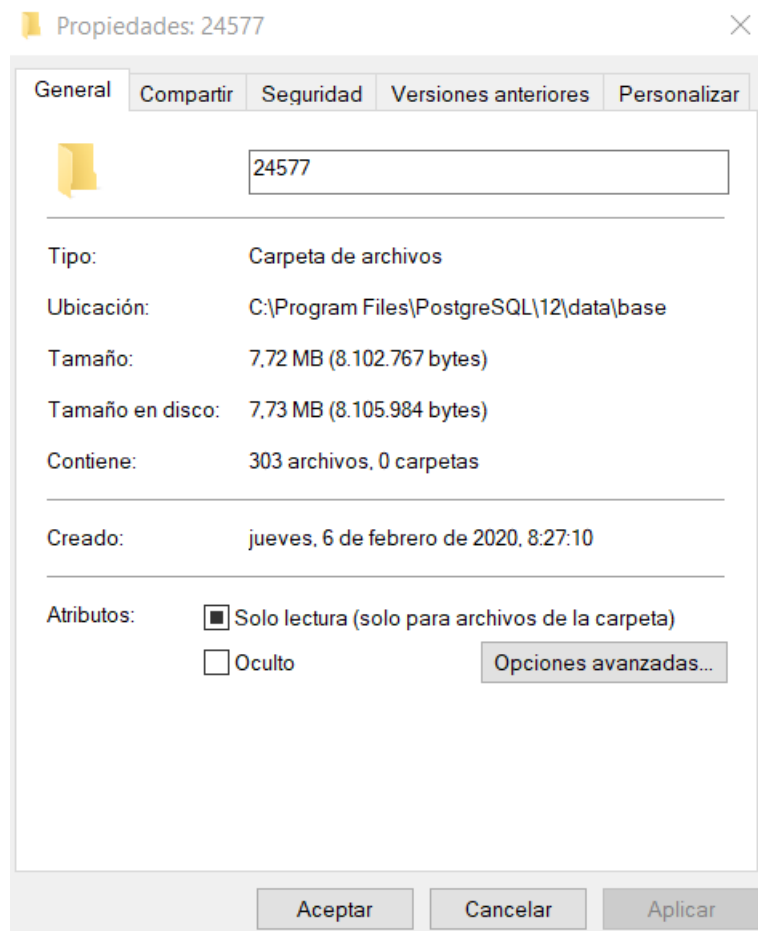 Propiedades: 24577
General Compartir Seguridad Versiones anteriores Personalizar
24577
Tipo: Carpeta de archivos
Ubicación: C:\Program Files\PostgreSQL\12\data\base
Tamaño: 7,72 MB (8.102.767 bytes)
Tamaño en disco: 7,73 MB (8.105.984 bytes)
Contiene: 303 archivos, 0 carpetas
Creado: jueves, 6 de febrero de 2020, 8:27:10
Atributos: Solo lectura (solo para archivos de la carpeta)
Oculto Opciones avanzadas...
Aceptar Cancelar Aplicar